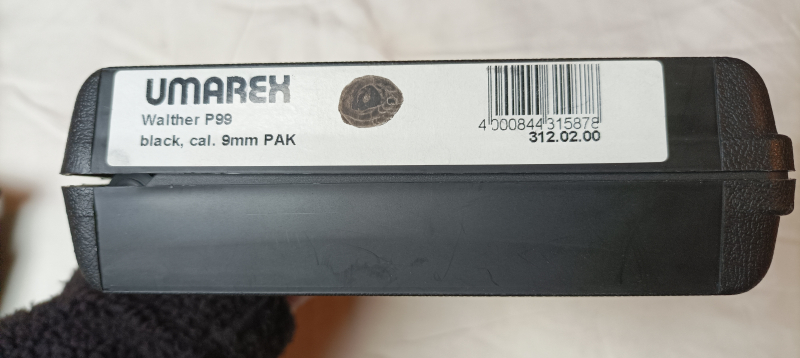 UMAREX
Walther P99
black, cal. 9mm PAK
4 000844 315878
312.02.00